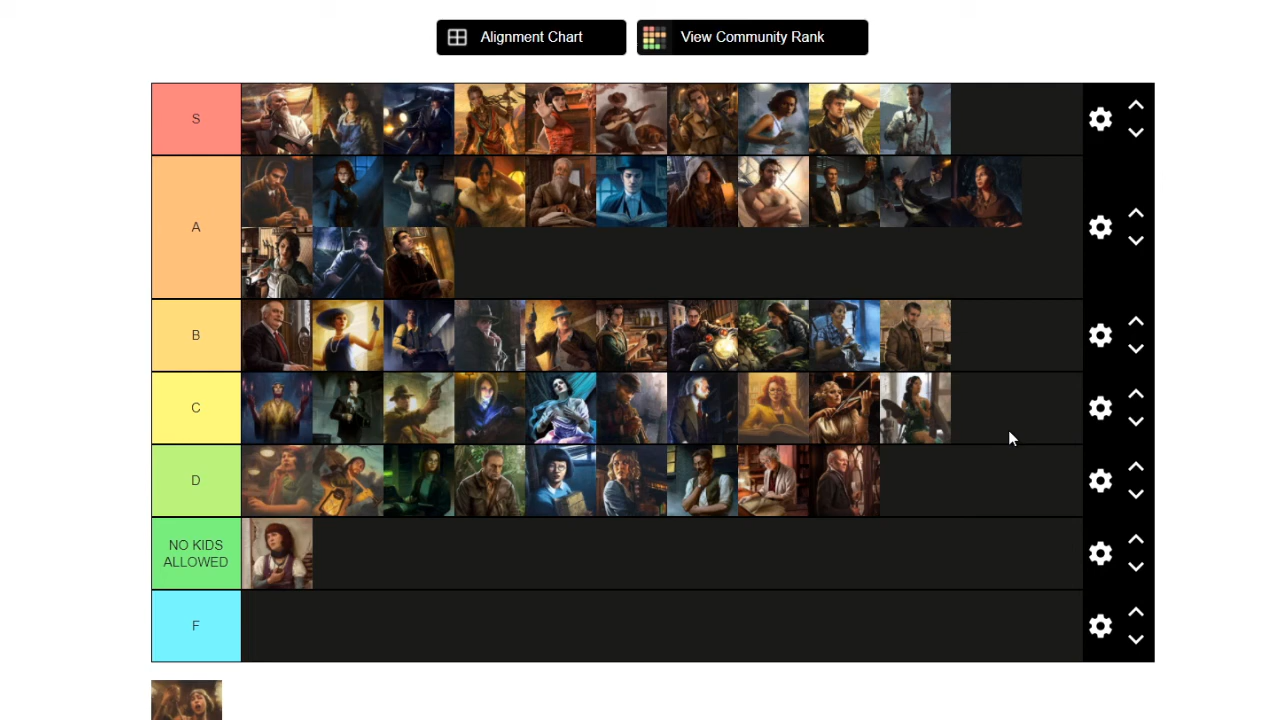 Alignment Chart
View Community Rank
S
A
B
C
D
NO KIDS
ALLOWED
F